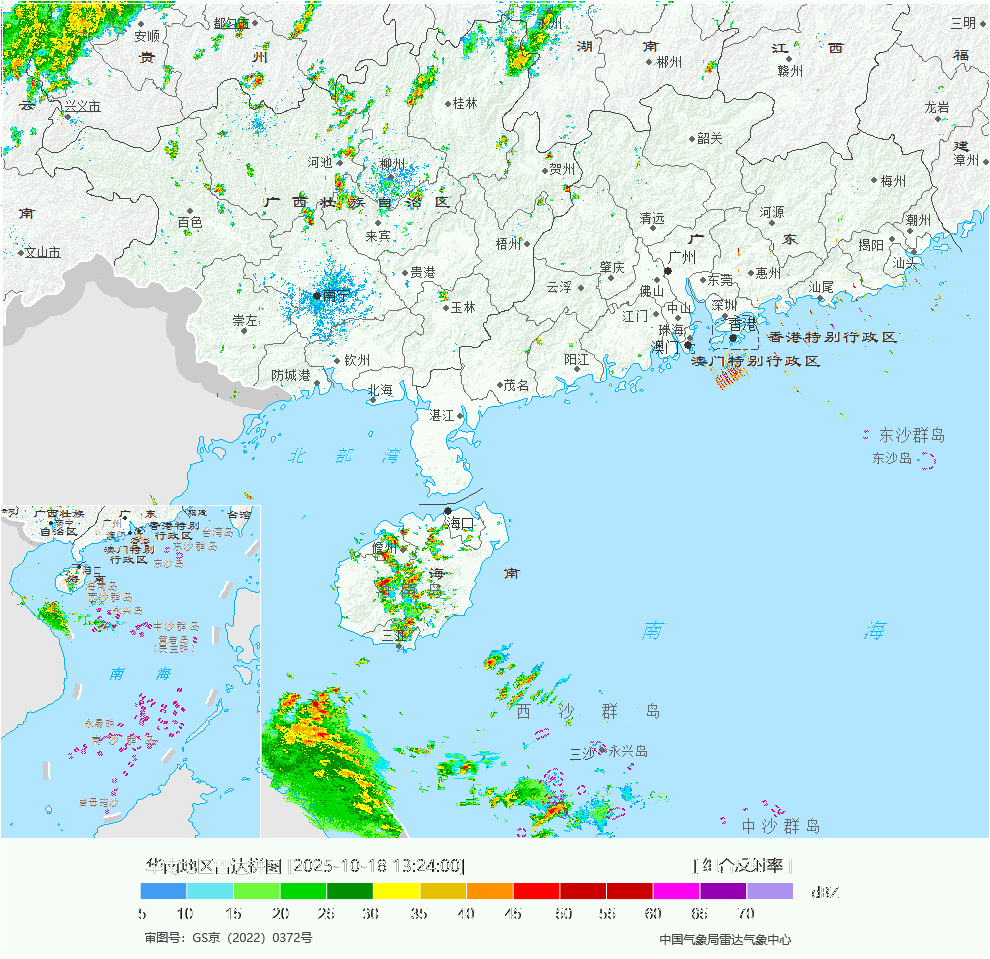 三明
安顺
都匀市
贵
州
湖
南
江
西
福
郴州
赣州
云
兴义市
桂林
龙岩
韶关
建
漳州
河池
柳州
贺州
梅州
广西壮族自治区
南
百色
来宾
清远
河源
潮州
文山市
梧州
广
东
揭阳
汕头
广州
贵港
肇庆
东莞
惠州
南宁
云浮
佛山
汕尾
玉林
江门
中山
深圳
崇左
珠海
香港
香港特别行政区
澳门
澳门特别行政区
钦州
阳江
防城港
茂名
北海
湛江
东沙群岛
东沙岛
北部湾
海口
儋州
海
南
岛
三亚
南
海
西沙群岛
三沙
永兴岛
中沙群岛
广西壮族
自治区
广东
台湾
广州
香港特别
行政区
澳门特别
行政区
台湾岛
东沙群岛
东沙岛
海口
海南
海南岛
西沙群岛
永兴岛
中沙群岛
黄岩岛
南海
永暑礁
南沙群岛
曾母暗沙
华南地区雷达拼图 [2025-10-18 13:24:00]
[组合反射率]
dBZ
5 10 15 20 25 30 35 40 45 50 55 60 65 70
审图号：GS京（2022）0372号
中国气象局雷达气象中心